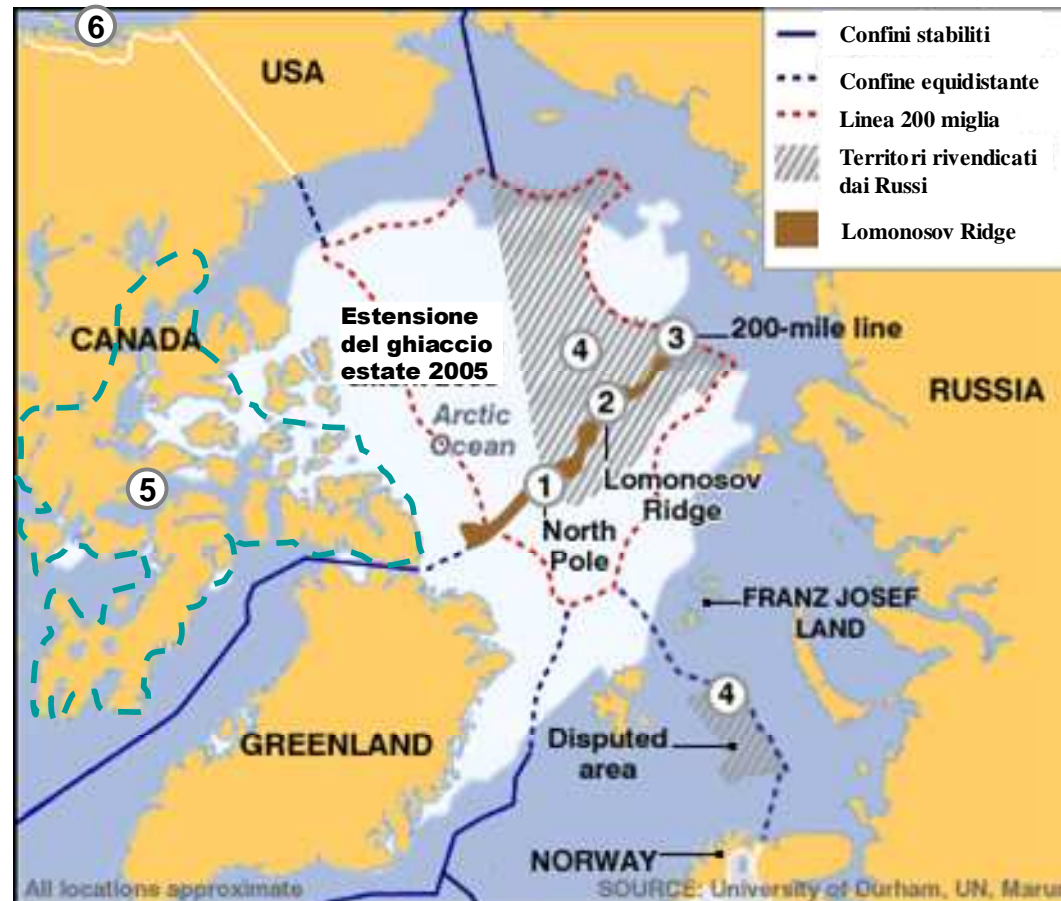 6
USA
Confini stabiliti
Confine equidistante
Linea 200 miglia
Territori rivendicati
dai Russi
Lomonosov Ridge
CANADA
Estensione
del ghiaccio
estate 2005
4
3
200-mile line
RUSSIA
Arctic
Ocean
2
Lomonosov
Ridge
5
1
North
Pole
FRANZ JOSEF
LAND
4
GREENLAND
Disputed
area
NORWAY
All locations approximate
SOURCE: University of Durham, UN, Marum